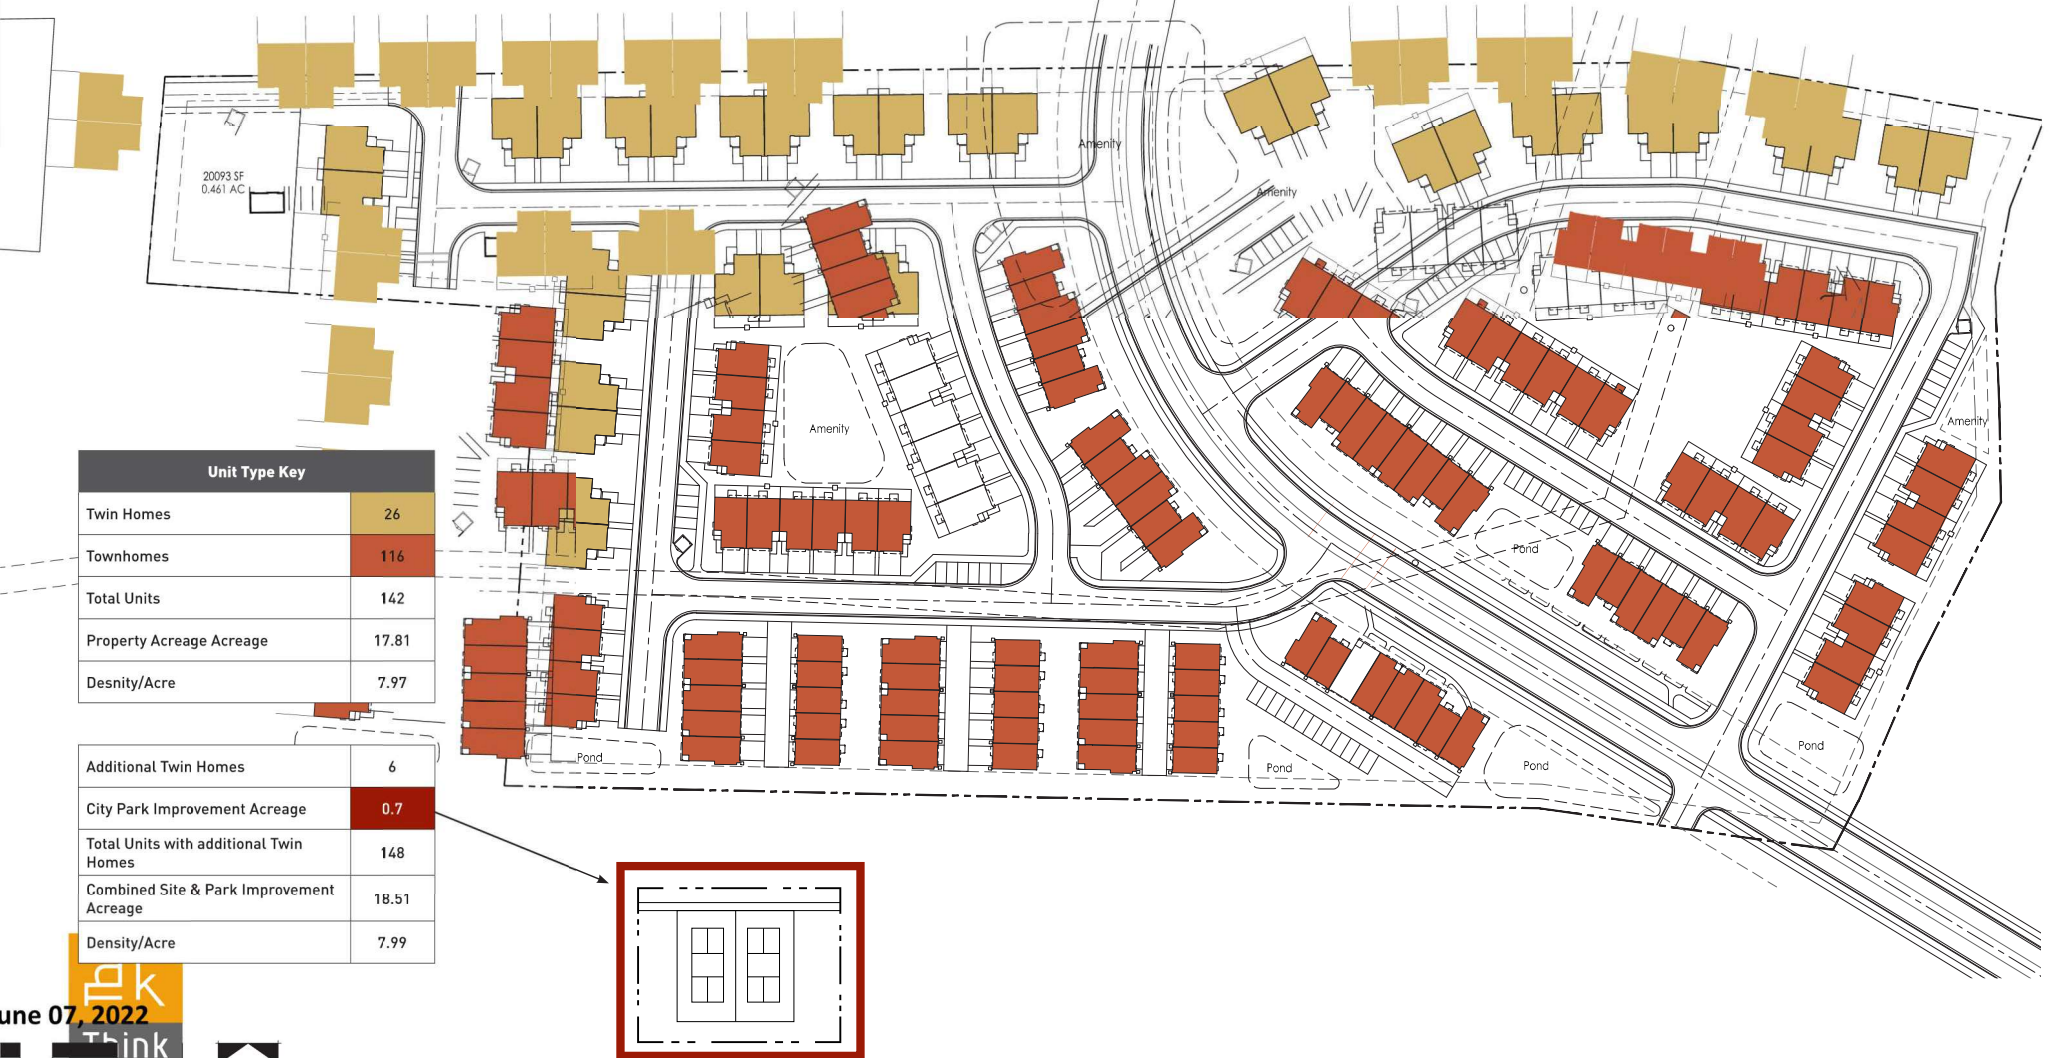 20093 SF
0.461 AC
Amenity
Amenity
Amenity
Amenity
Pond
Pond
Pond
Pond
Pond
Unit Type Key
Twin Homes 26
Townhomes 116
Total Units 142
Property Acreage Acreage 17.81
Desnity/Acre 7.97
Additional Twin Homes 6
City Park Improvement Acreage 0.7
Total Units with additional Twin
Homes 148
Combined Site & Park Improvement
Acreage 18.51
Density/Acre 7.99
une 07, 2022
Think